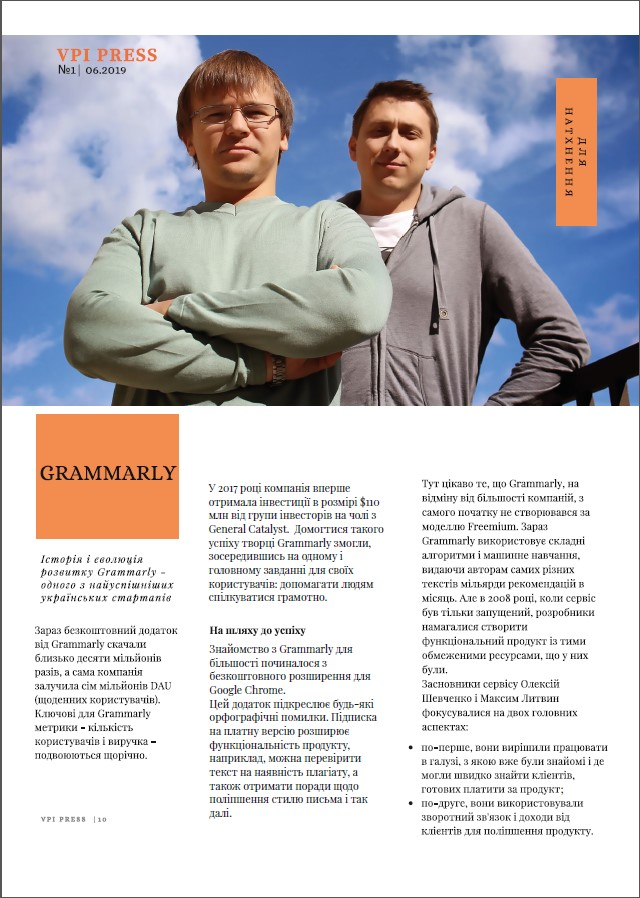 VPI PRESS
№1| 06.2019
ДЛЯ
НАТХНЕННЯ
GRAMMARLY
Історія і еволюція
розвитку Grammarly –
одного з найуспішніших
українських стартапів
Зараз безкоштовний додаток
від Grammarly скачали
близько десяти мільйонів
разів, а сама компанія
залучила сім мільйонів DAU
(щоденних користувачів).
Ключові для Grammarly
метрики – кількість
користувачів і виручка –
подвоюються щорічно.
У 2017 році компанія вперше
отримала інвестиції в розмірі $110
млн від групи інвесторів на чолі з
General Catalyst. Домогтися такого
успіху творці Grammarly змогли,
зосередившись на одному і
головному завданні для своїх
користувачів: допомагати людям
спілкуватися грамотно.
На шляху до успіху
Знайомство з Grammarly для
більшості починалося з
безкоштовного розширення для
Google Chrome.
Цей додаток підкреслює будь-які
орфографічні помилки. Підписка
на платну версію розширює
функціональність продукту,
наприклад, можна перевірити
текст на наявність плагіату, а
також отримати поради щодо
поліпшення стилю письма і так
далі.
Тут цікаво те, що Grammarly, на
відміну від більшості компаній, з
самого початку не створювався за
моделлю Freemium. Зараз
Grammarly використовує складні
алгоритми і машинне навчання,
видаючи авторам самих різних
текстів мільярди рекомендацій в
місяць. Але в 2008 році, коли сервіс
був тільки запущений, розробники
намагалися створити
функціональний продукт із тими
обмеженими ресурсами, що у них
були.
Засновники сервісу Олексій
Шевченко і Максим Литвин
фокусувалися на двох головних
аспектах:
• по-перше, вони вирішили працювати
в галузі, з якою вже були знайомі і де
могли швидко знайти клієнтів,
готових платити за продукт;
• по-друге, вони використовували
зворотний зв'язок і доходи від
клієнтів для поліпшення продукту.
VPI PRESS |10